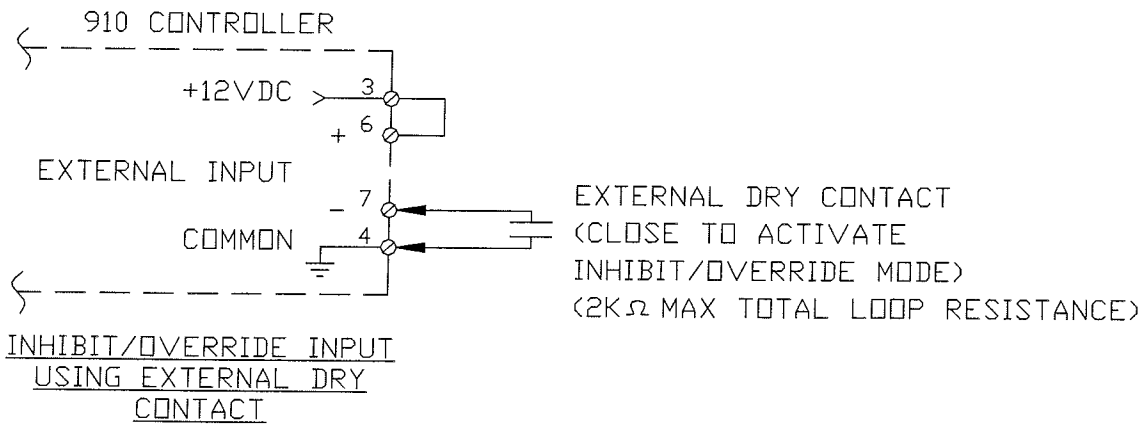 910 CONTROLLER
+12VDC
3
+ 6
EXTERNAL INPUT
- 7
COMMON 4
EXTERNAL DRY CONTACT
(CLOSE TO ACTIVATE
INHIBIT/OVERRIDE MODE)
(2KΩ MAX TOTAL LOOP RESISTANCE)
INHIBIT/OVERRIDE INPUT
USING EXTERNAL DRY
CONTACT